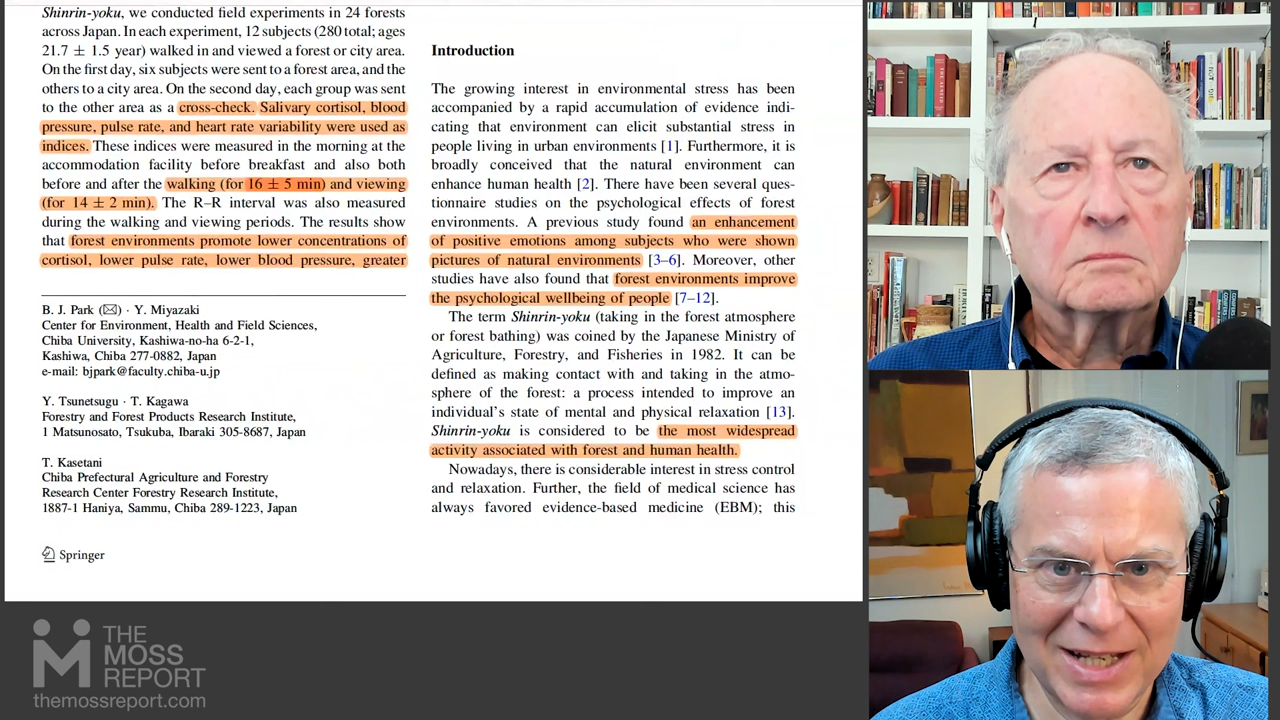 Shinrin-yoku, we conducted field experiments in 24 forests
across Japan. In each experiment, 12 subjects (280 total; ages
21.7 ± 1.5 year) walked in and viewed a forest or city area.
On the first day, six subjects were sent to a forest area, and the
others to a city area. On the second day, each group was sent
to the other area as a cross-check. Salivary cortisol, blood
pressure, pulse rate, and heart rate variability were used as
indices. These indices were measured in the morning at the
accommodation facility before breakfast and also both
before and after the walking (for 16 ± 5 min) and viewing
(for 14 ± 2 min). The R–R interval was also measured
during the walking and viewing periods. The results show
that forest environments promote lower concentrations of
cortisol, lower pulse rate, lower blood pressure, greater
B. J. Park (✉) · Y. Miyazaki
Center for Environment, Health and Field Sciences,
Chiba University, Kashiwa-no-ha 6-2-1,
Kashiwa, Chiba 277-0882, Japan
e-mail: bjpark@faculty.chiba-u.jp
Y. Tsunetsugu · T. Kagawa
Forestry and Forest Products Research Institute,
1 Matsunosato, Tsukuba, Ibaraki 305-8687, Japan
T. Kasetani
Chiba Prefectural Agriculture and Forestry
Research Center Forestry Research Institute,
1887-1 Haniya, Sammu, Chiba 289-1223, Japan
Springer
Introduction
The growing interest in environmental stress has been
accompanied by a rapid accumulation of evidence indi-
cating that environment can elicit substantial stress in
people living in urban environments [1]. Furthermore, it is
broadly conceived that the natural environment can
enhance human health [2]. There have been several ques-
tionnaire studies on the psychological effects of forest
environments. A previous study found an enhancement
of positive emotions among subjects who were shown
pictures of natural environments [3–6]. Moreover, other
studies have also found that forest environments improve
the psychological wellbeing of people [7–12].
The term Shinrin-yoku (taking in the forest atmosphere
or forest bathing) was coined by the Japanese Ministry of
Agriculture, Forestry, and Fisheries in 1982. It can be
defined as making contact with and taking in the atmo-
sphere of the forest: a process intended to improve an
individual's state of mental and physical relaxation [13].
Shinrin-yoku is considered to be the most widespread
activity associated with forest and human health.
Nowadays, there is considerable interest in stress control
and relaxation. Further, the field of medical science has
always favored evidence-based medicine (EBM); this
THE
MOSS
REPORT
themossreport.com